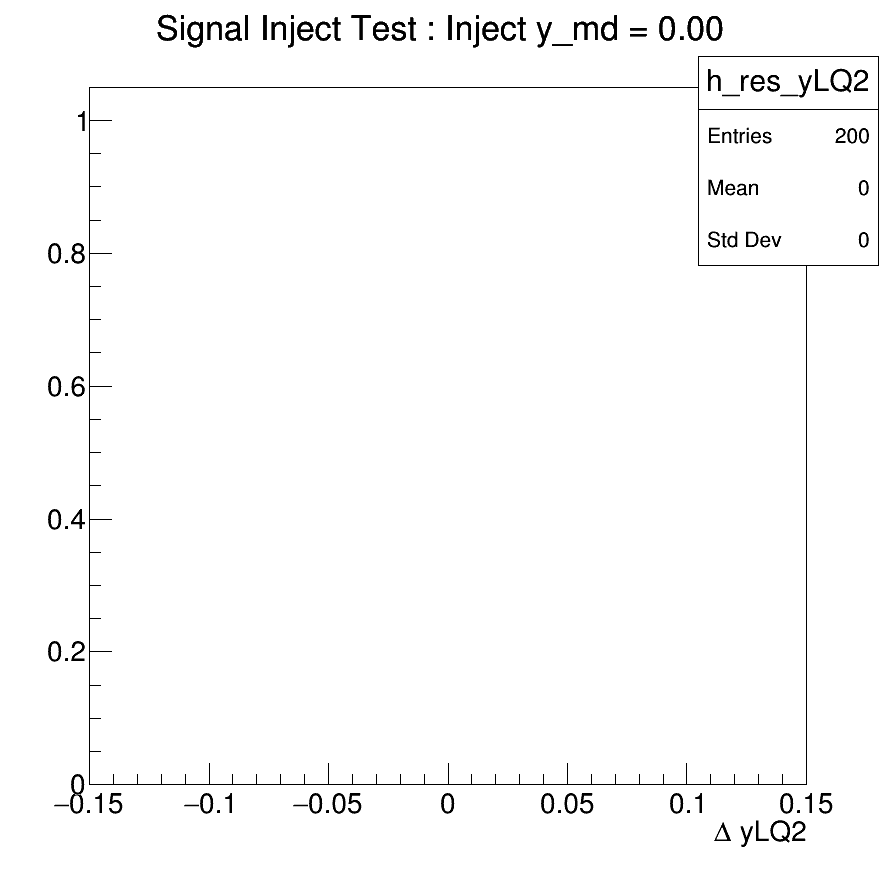 Signal Inject Test : Inject y_md = 0.00
h_res_yLQ2
Entries 200
Mean 0
Std Dev 0
1
0.8
0.6
0.4
0.2
0
−0.15 −0.1 −0.05 0 0.05 0.1 0.15
Δ yLQ2